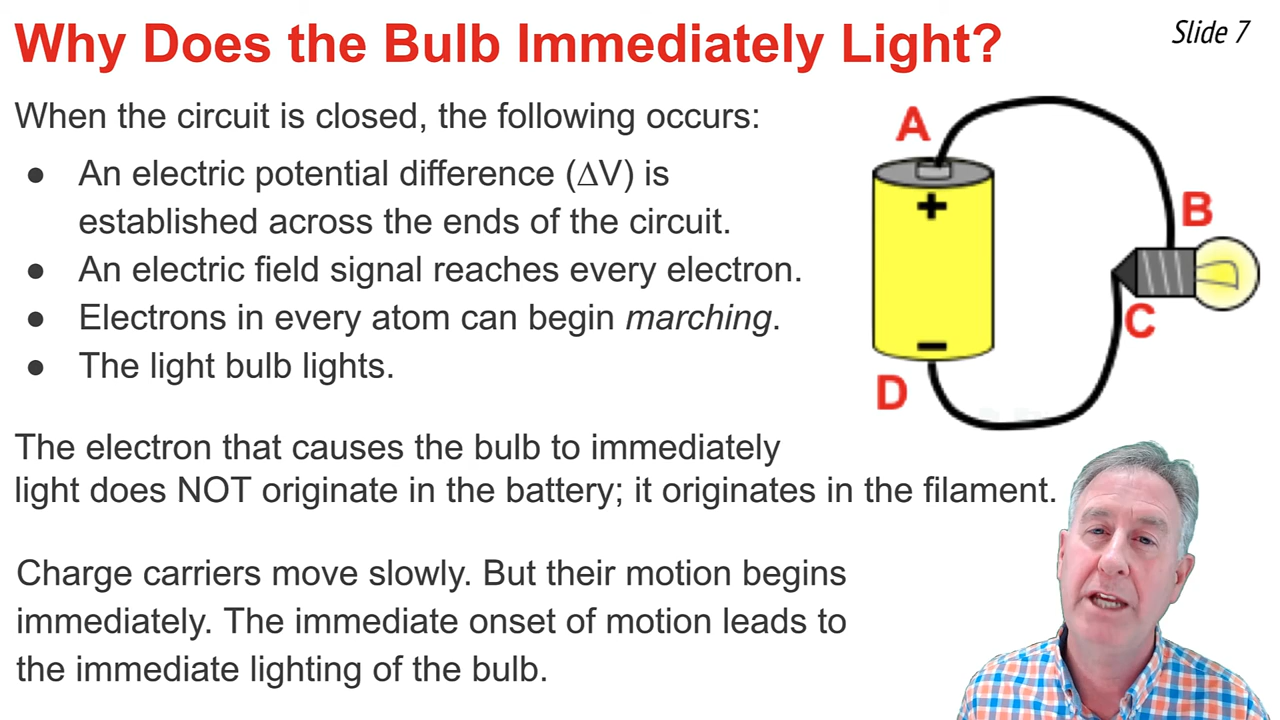 Why Does the Bulb Immediately Light?
Slide 7
When the circuit is closed, the following occurs:
● An electric potential difference (∆V) is
established across the ends of the circuit.
● An electric field signal reaches every electron.
● Electrons in every atom can begin marching.
● The light bulb lights.
The electron that causes the bulb to immediately
light does NOT originate in the battery; it originates in the filament.
Charge carriers move slowly. But their motion begins
immediately. The immediate onset of motion leads to
the immediate lighting of the bulb.
A
+
B
C
−
D